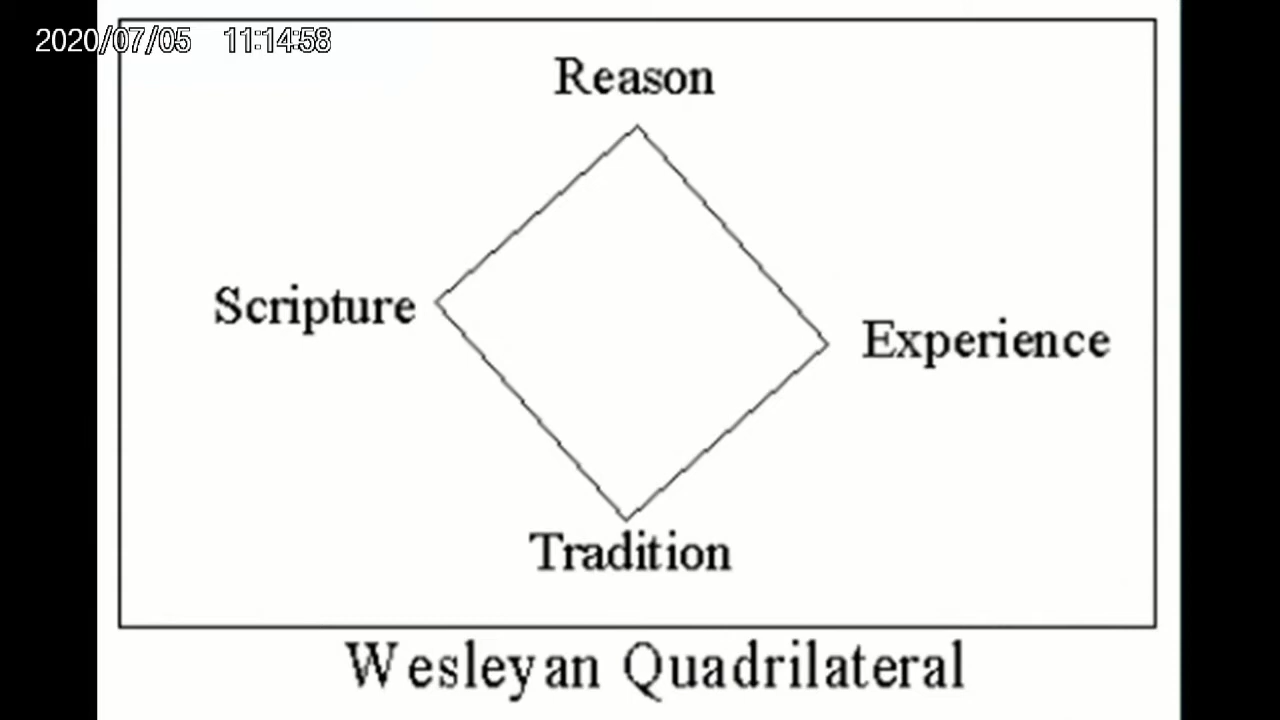 2020/07/05 11:14:58
Reason
Scripture
Experience
Tradition
Wesleyan Quadrilateral